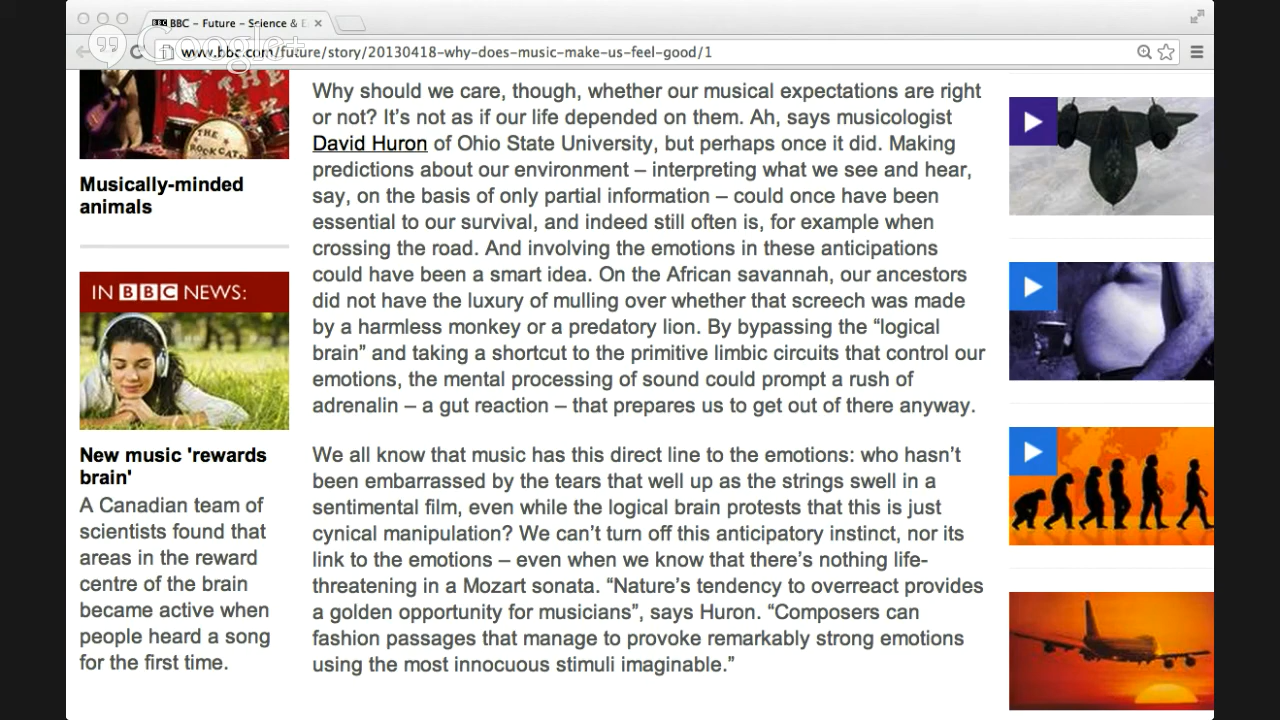 BBC BBC – Future – Science & E
Google+
www.bbc.com/future/story/20130418-why-does-music-make-us-feel-good/1
THE
THE
ROCKCATS
Musically-minded
animals
IN BBC NEWS:
New music 'rewards
brain'
A Canadian team of
scientists found that
areas in the reward
centre of the brain
became active when
people heard a song
for the first time.
Why should we care, though, whether our musical expectations are right
or not? It’s not as if our life depended on them. Ah, says musicologist
David Huron of Ohio State University, but perhaps once it did. Making
predictions about our environment – interpreting what we see and hear,
say, on the basis of only partial information – could once have been
essential to our survival, and indeed still often is, for example when
crossing the road. And involving the emotions in these anticipations
could have been a smart idea. On the African savannah, our ancestors
did not have the luxury of mulling over whether that screech was made
by a harmless monkey or a predatory lion. By bypassing the “logical
brain” and taking a shortcut to the primitive limbic circuits that control our
emotions, the mental processing of sound could prompt a rush of
adrenalin – a gut reaction – that prepares us to get out of there anyway.
We all know that music has this direct line to the emotions: who hasn’t
been embarrassed by the tears that well up as the strings swell in a
sentimental film, even while the logical brain protests that this is just
cynical manipulation? We can’t turn off this anticipatory instinct, nor its
link to the emotions – even when we know that there’s nothing life-
threatening in a Mozart sonata. “Nature’s tendency to overreact provides
a golden opportunity for musicians”, says Huron. “Composers can
fashion passages that manage to provoke remarkably strong emotions
using the most innocuous stimuli imaginable.”